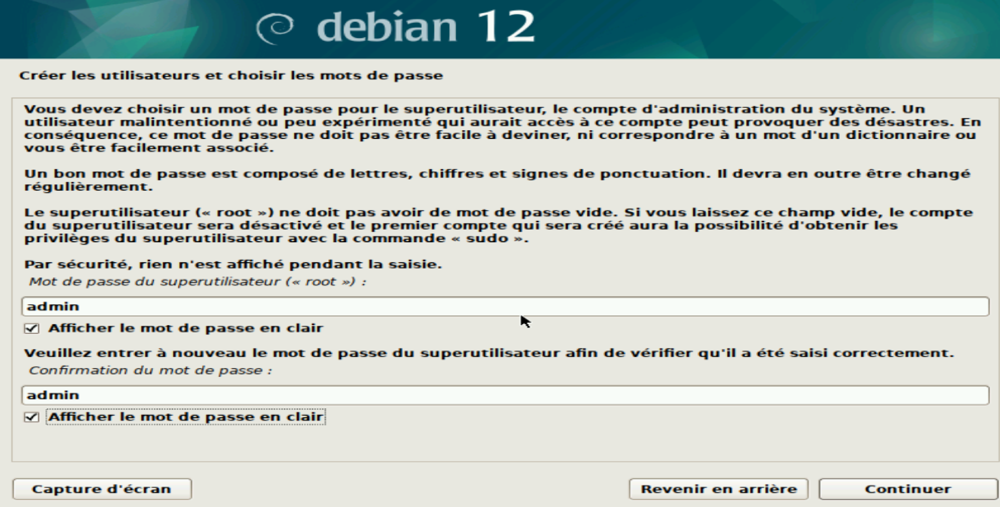 debian 12
Créer les utilisateurs et choisir les mots de passe
Vous devez choisir un mot de passe pour le superutilisateur, le compte d'administration du système. Un
utilisateur malintentionné ou peu expérimenté qui aurait accès à ce compte peut provoquer des désastres. En
conséquence, ce mot de passe ne doit pas être facile à deviner, ni correspondre à un mot d'un dictionnaire ou
vous être facilement associé.
Un bon mot de passe est composé de lettres, chiffres et signes de ponctuation. Il devra en outre être changé
régulièrement.
Le superutilisateur (« root ») ne doit pas avoir de mot de passe vide. Si vous laissez ce champ vide, le compte
du superutilisateur sera désactivé et le premier compte qui sera créé aura la possibilité d'obtenir les
privilèges du superutilisateur avec la commande « sudo ».
Par sécurité, rien n'est affiché pendant la saisie.
Mot de passe du superutilisateur (« root ») :
admin
Afficher le mot de passe en clair
Veuillez entrer à nouveau le mot de passe du superutilisateur afin de vérifier qu'il a été saisi correctement.
Confirmation du mot de passe :
admin
Afficher le mot de passe en clair
Capture d'écran
Revenir en arrière
Continuer